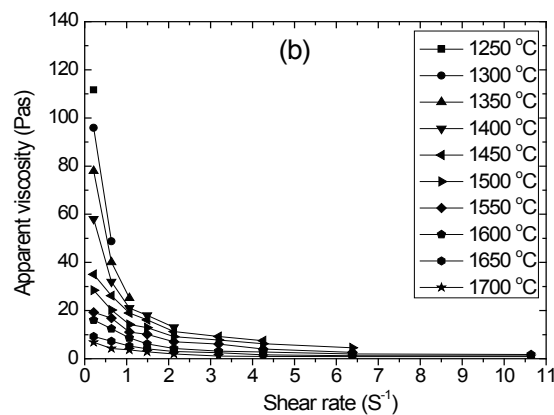 140
120
100
80
60
40
20
0
Apparent viscosity (Pas)
(b)
1250 °C
1300 °C
1350 °C
1400 °C
1450 °C
1500 °C
1550 °C
1600 °C
1650 °C
1700 °C
0 1 2 3 4 5 6 7 8 9 10 11
Shear rate (S⁻¹)